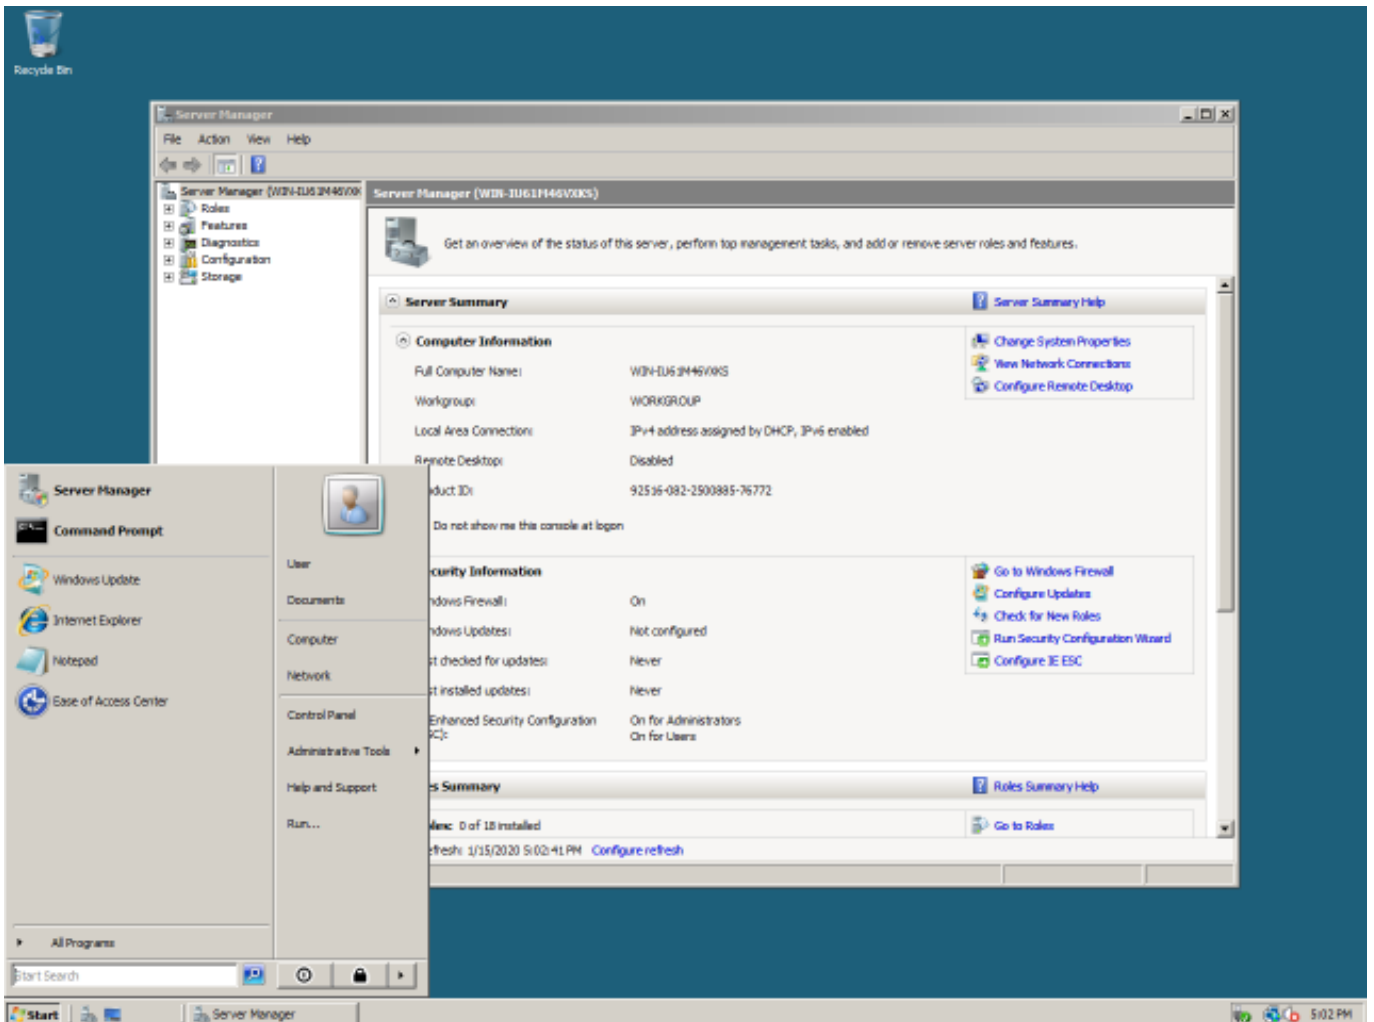 Recycle Bin
Server Manager
File Action View Help
Server Manager (WIN-IU61M46VXK
Roles
Features
Diagnostics
Configuration
Storage
Server Manager (WIN-IU61M46VXKS)
Get an overview of the status of this server, perform top management tasks, and add or remove server roles and features.
Server Summary
Server Summary Help
Computer Information
Full Computer Name: WIN-IU61M46VXKS
Workgroup: WORKGROUP
Local Area Connection: IPv4 address assigned by DHCP, IPv6 enabled
Remote Desktop: Disabled
duct ID: 92516-082-2500885-76772
Do not show me this console at logon
Change System Properties
View Network Connections
Configure Remote Desktop
curity Information
ndows Firewall: On
ndows Updates: Not configured
st checked for updates: Never
st installed updates: Never
Enhanced Security Configuration On for Administrators
SC): On for Users
Go to Windows Firewall
Configure Updates
Check for New Roles
Run Security Configuration Wizard
Configure IE ESC
es Summary
Roles Summary Help
oles: 0 of 18 installed
Go to Roles
efresh: 1/15/2020 5:02:41 PM Configure refresh
Server Manager
Command Prompt
Windows Update
Internet Explorer
Notepad
Ease of Access Center
All Programs
Start Search
User
Documents
Computer
Network
Control Panel
Administrative Tools
Help and Support
Run...
Start
Server Manager
5:02 PM